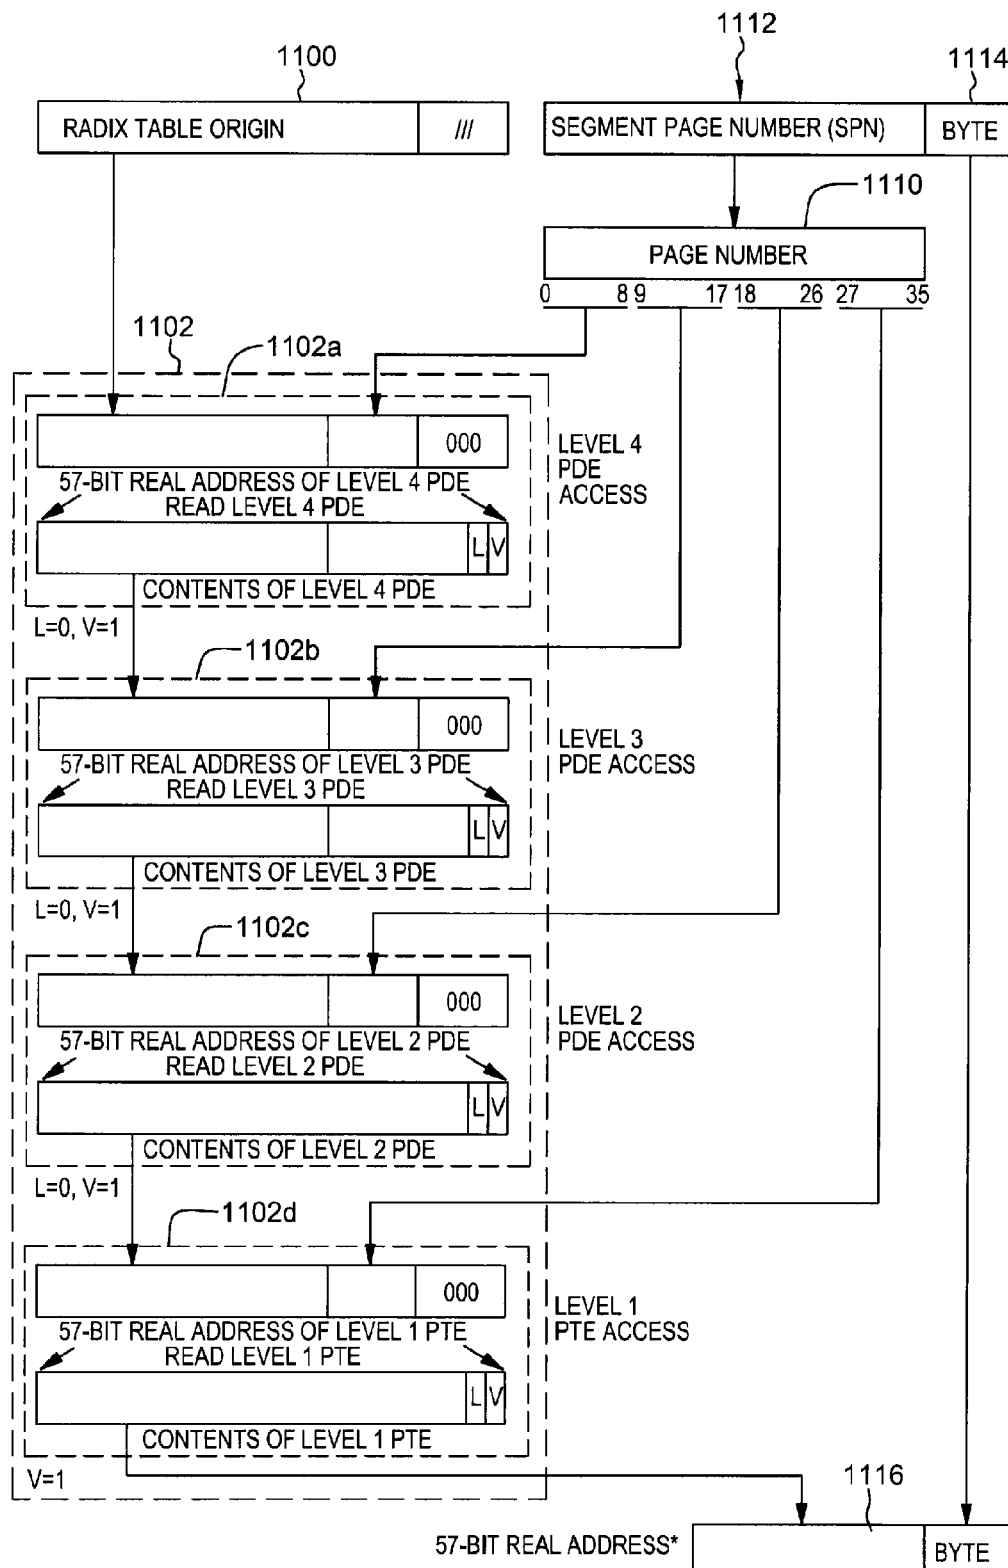 1100
1112
1114
RADIX TABLE ORIGIN
///
SEGMENT PAGE NUMBER (SPN)
BYTE
1110
PAGE NUMBER
0 8 9 17 18 26 27 35
1102
1102a
000
LEVEL 4
PDE
ACCESS
57-BIT REAL ADDRESS OF LEVEL 4 PDE
READ LEVEL 4 PDE
L V
CONTENTS OF LEVEL 4 PDE
L=0, V=1
1102b
000
LEVEL 3
PDE ACCESS
57-BIT REAL ADDRESS OF LEVEL 3 PDE
READ LEVEL 3 PDE
L V
CONTENTS OF LEVEL 3 PDE
L=0, V=1
1102c
000
LEVEL 2
PDE ACCESS
57-BIT REAL ADDRESS OF LEVEL 2 PDE
READ LEVEL 2 PDE
L V
CONTENTS OF LEVEL 2 PDE
L=0, V=1
1102d
000
LEVEL 1
PTE ACCESS
57-BIT REAL ADDRESS OF LEVEL 1 PTE
READ LEVEL 1 PTE
L V
CONTENTS OF LEVEL 1 PTE
V=1
1116
57-BIT REAL ADDRESS*
BYTE